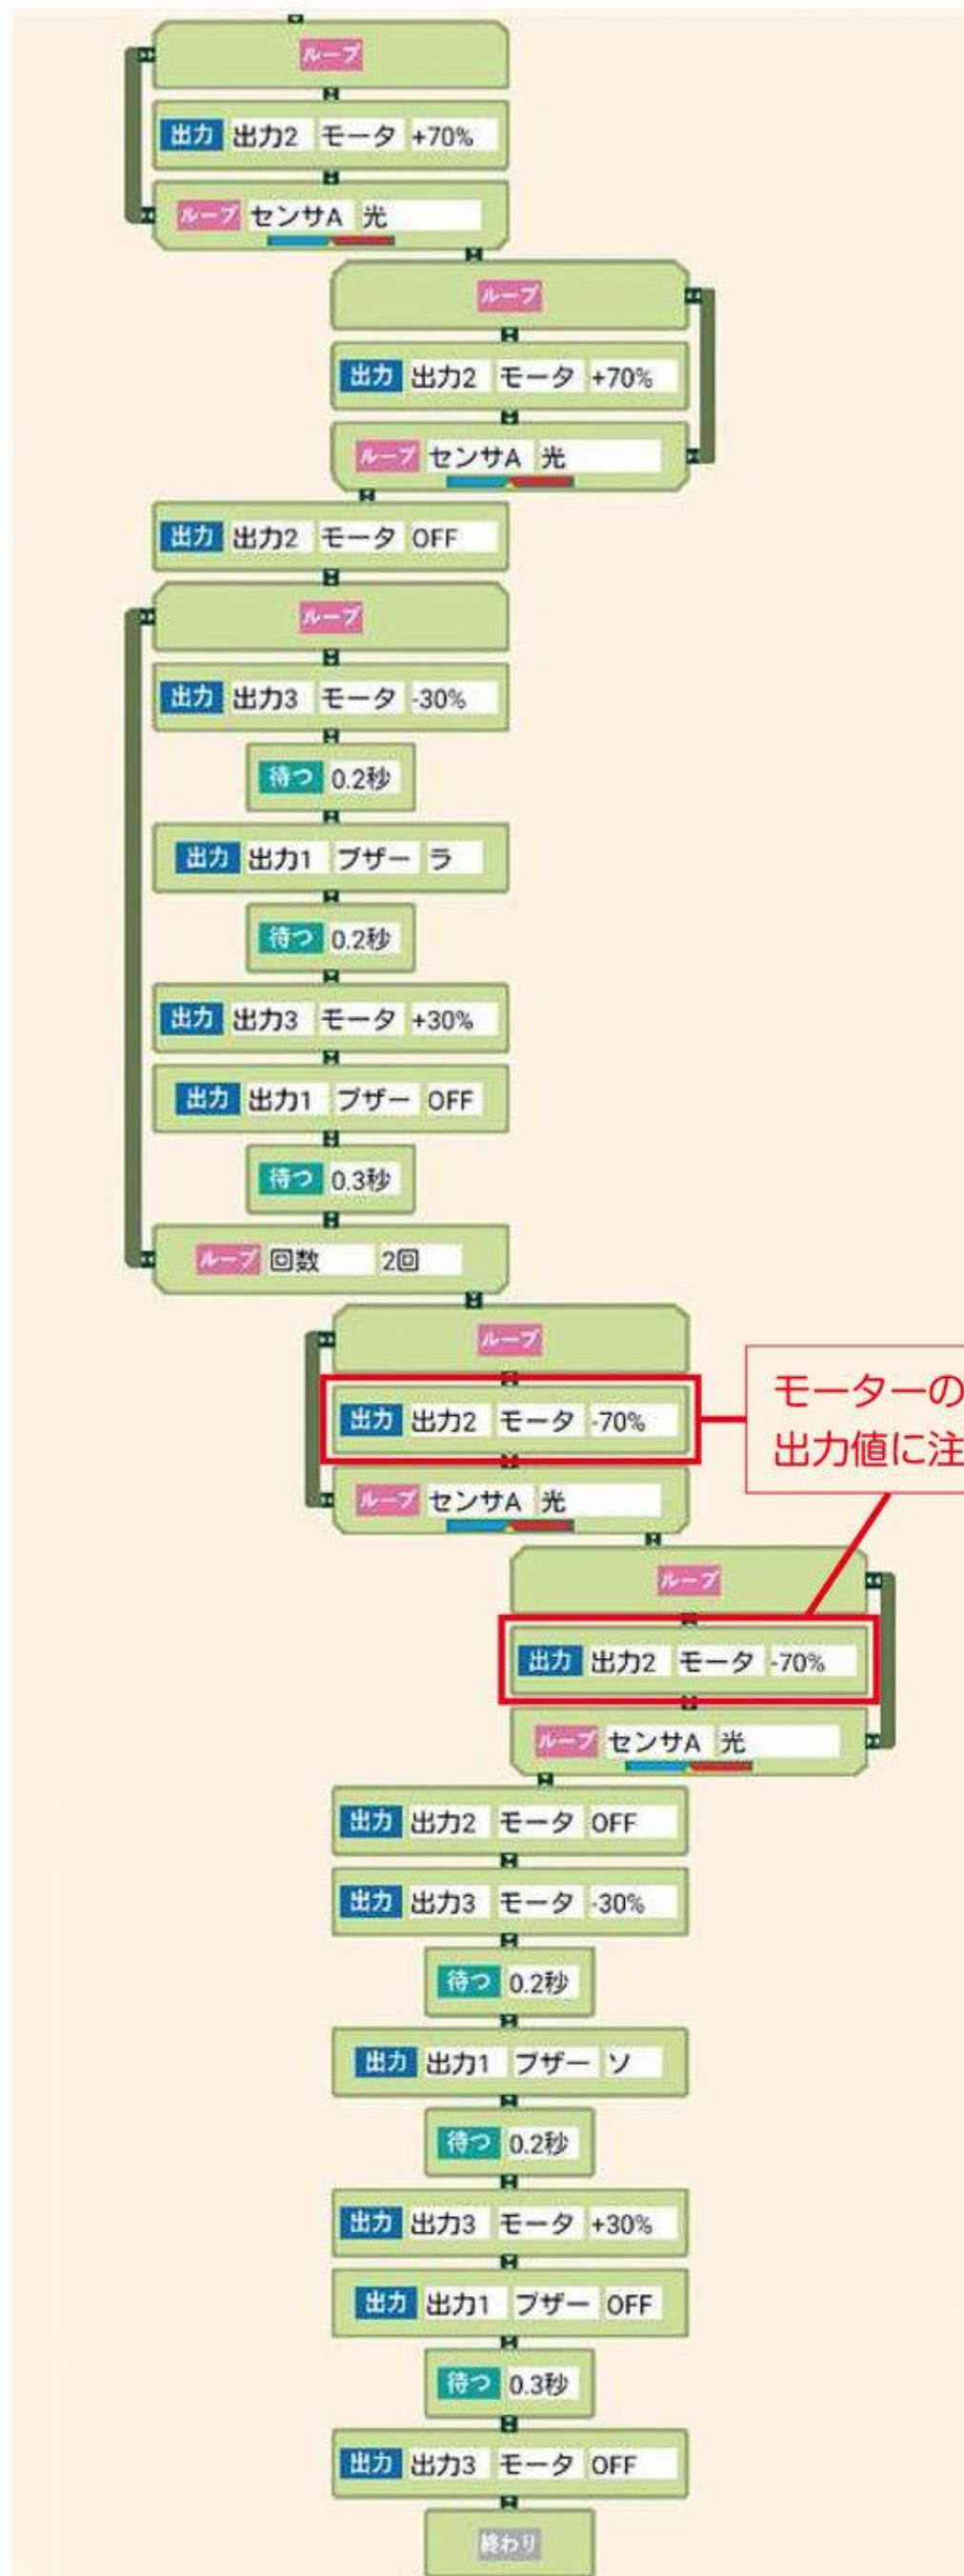 ループ
出力 出力2 モータ +70%
ループ センサA 光
ループ
出力 出力2 モータ +70%
ループ センサA 光
出力 出力2 モータ OFF
ループ
出力 出力3 モータ -30%
待つ 0.2秒
出力 出力1 ブザー ラ
待つ 0.2秒
出力 出力3 モータ +30%
出力 出力1 ブザー OFF
待つ 0.3秒
ループ 回数 2回
ループ
モーターの
出力 出力2 モータ -70%
出力値に注
ループ センサA 光
ループ
出力 出力2 モータ -70%
ループ センサA 光
出力 出力2 モータ OFF
出力 出力3 モータ -30%
待つ 0.2秒
出力 出力1 ブザー ソ
待つ 0.2秒
出力 出力3 モータ +30%
出力 出力1 ブザー OFF
待つ 0.3秒
出力 出力3 モータ OFF
終わり